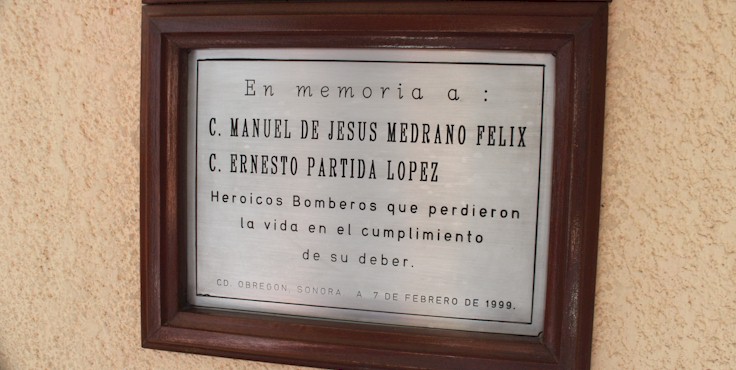 En memoria a :
C. MANUEL DE JESUS MEDRANO FELIX
C. ERNESTO PARTIDA LOPEZ
Heroicos Bomberos que perdieron
la vida en el cumplimiento
de su deber.
CD. OBREGON, SONORA A 7 DE FEBRERO DE 1999.